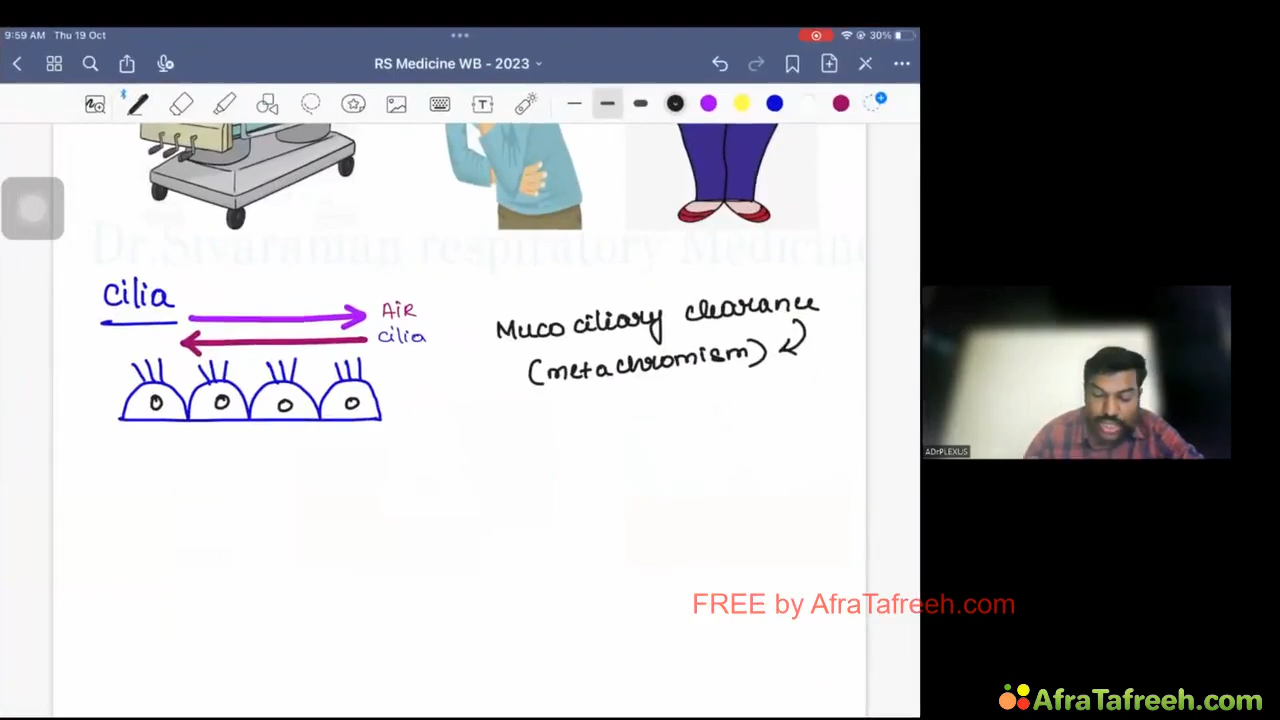 9:59 AM Thu 19 Oct
30%
RS Medicine WB - 2023
T
Dr.Sivaranjan respiratory Medicine
cilia
AIR
cilia
Muco ciliary clearance
(metachromism)
ADrPLEXUS
FREE by AfraTafreeh.com
AfraTafreeh.com